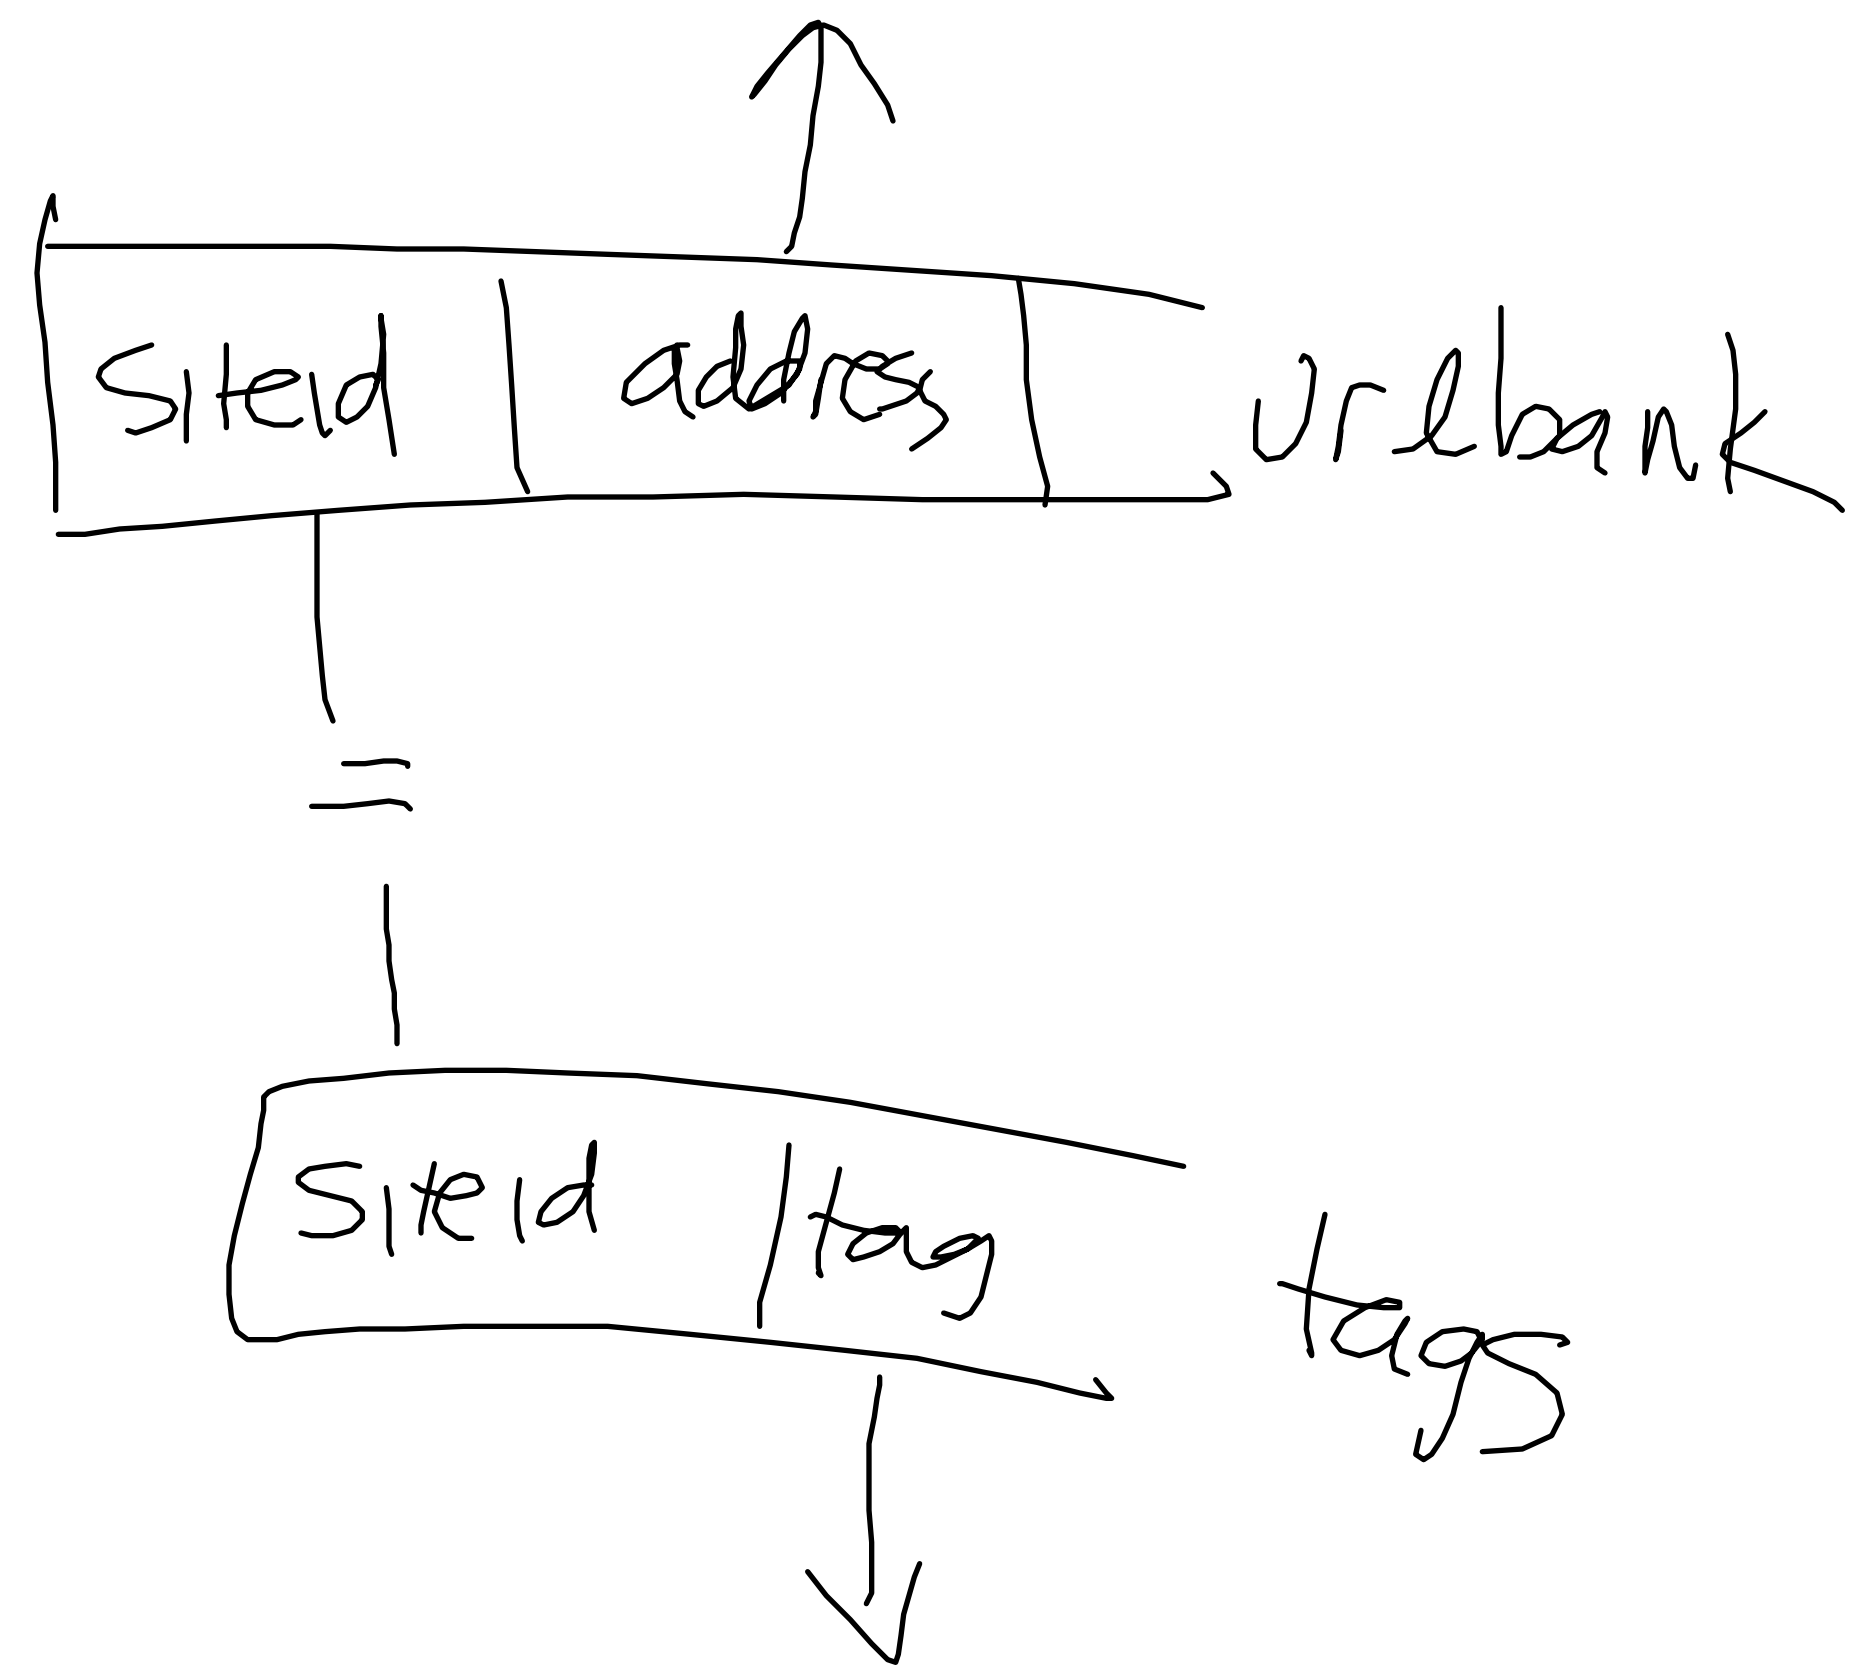 siteid address urlbank
=
siteid tag tags